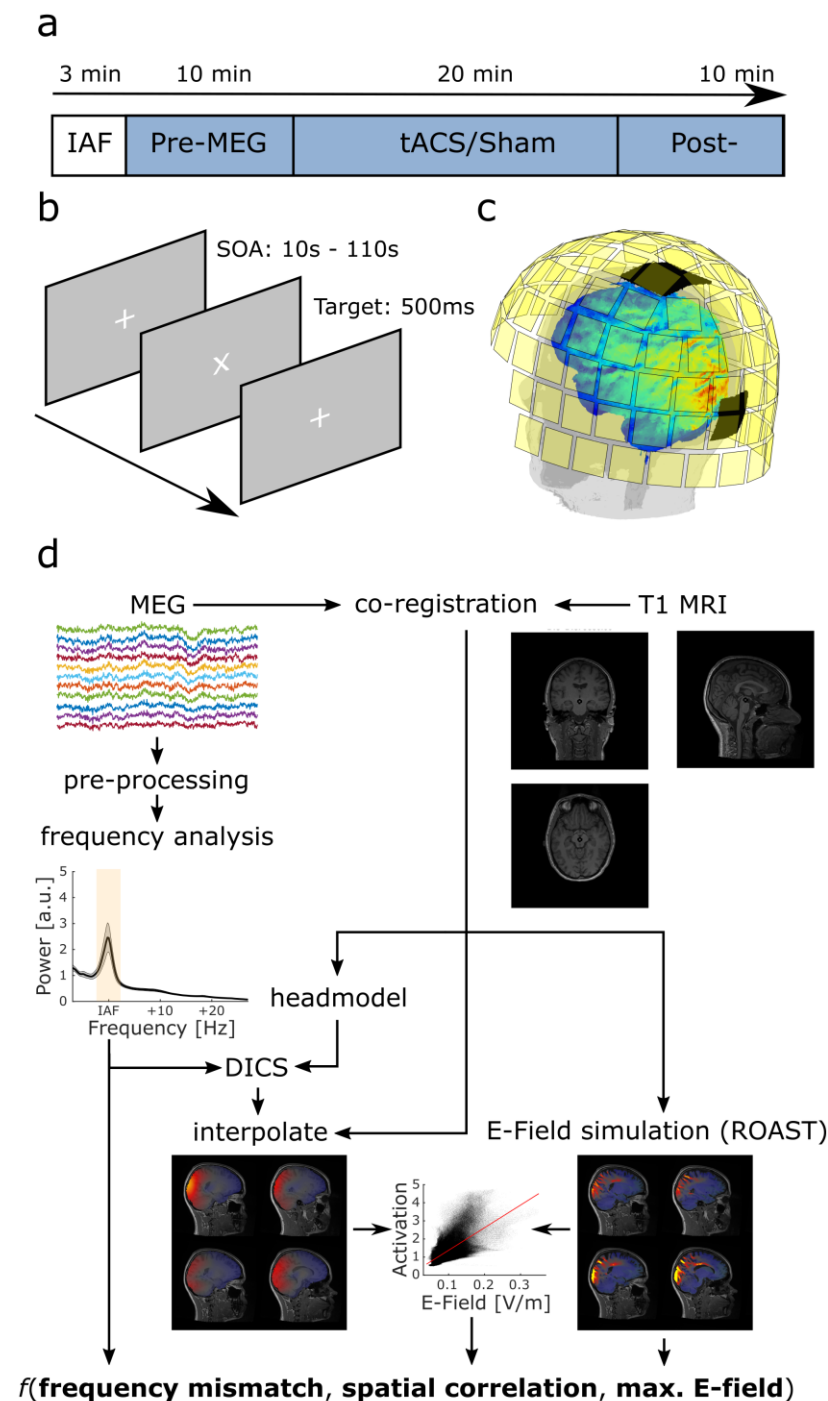 a
3 min 10 min 20 min 10 min
IAF Pre-MEG tACS/Sham Post-
b
SOA: 10s - 110s
Target: 500ms
c
d
MEG co-registration T1 MRI
pre-processing
frequency analysis
Power [a.u.]
5
4
3
2
1
0
IAF +10 +20
Frequency [Hz]
headmodel
DICS
interpolate
E-Field simulation (ROAST)
Activation
5
4
3
2
1
0
0.1 0.2 0.3
E-Field [V/m]
f(frequency mismatch, spatial correlation, max. E-field)